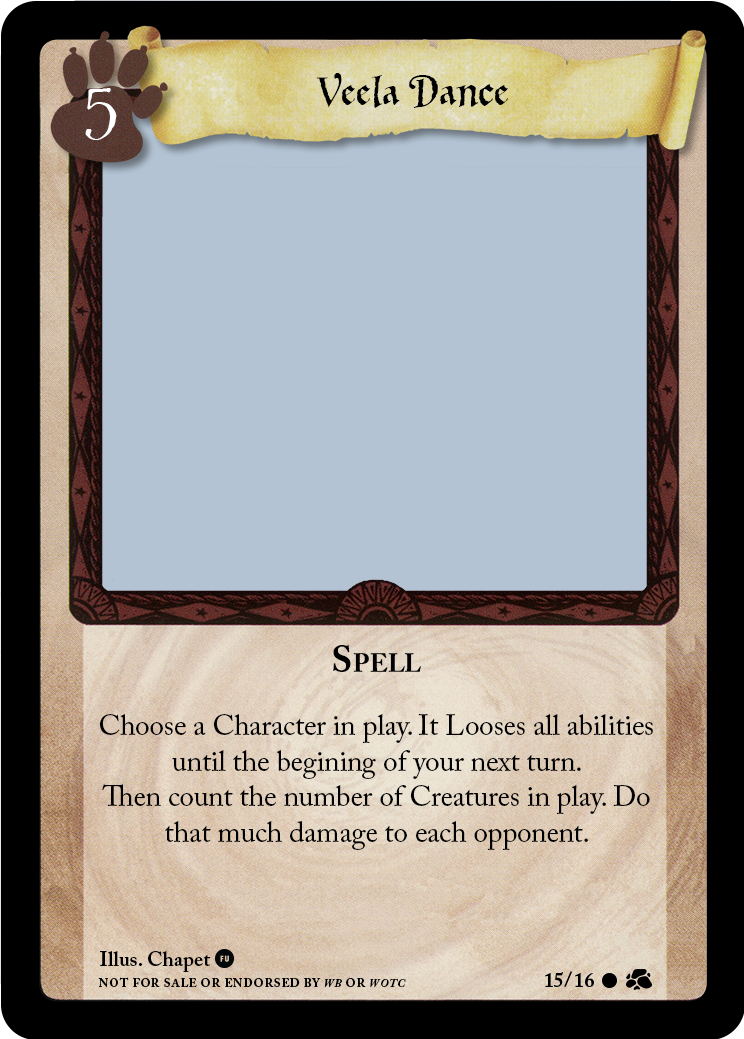 5
Veela Dance
Spell
Choose a Character in play. It Looses all abilities
until the begining of your next turn.
Then count the number of Creatures in play. Do
that much damage to each opponent.
Illus. Chapet FU
NOT FOR SALE OR ENDORSED BY WB OR WOTC
15/16